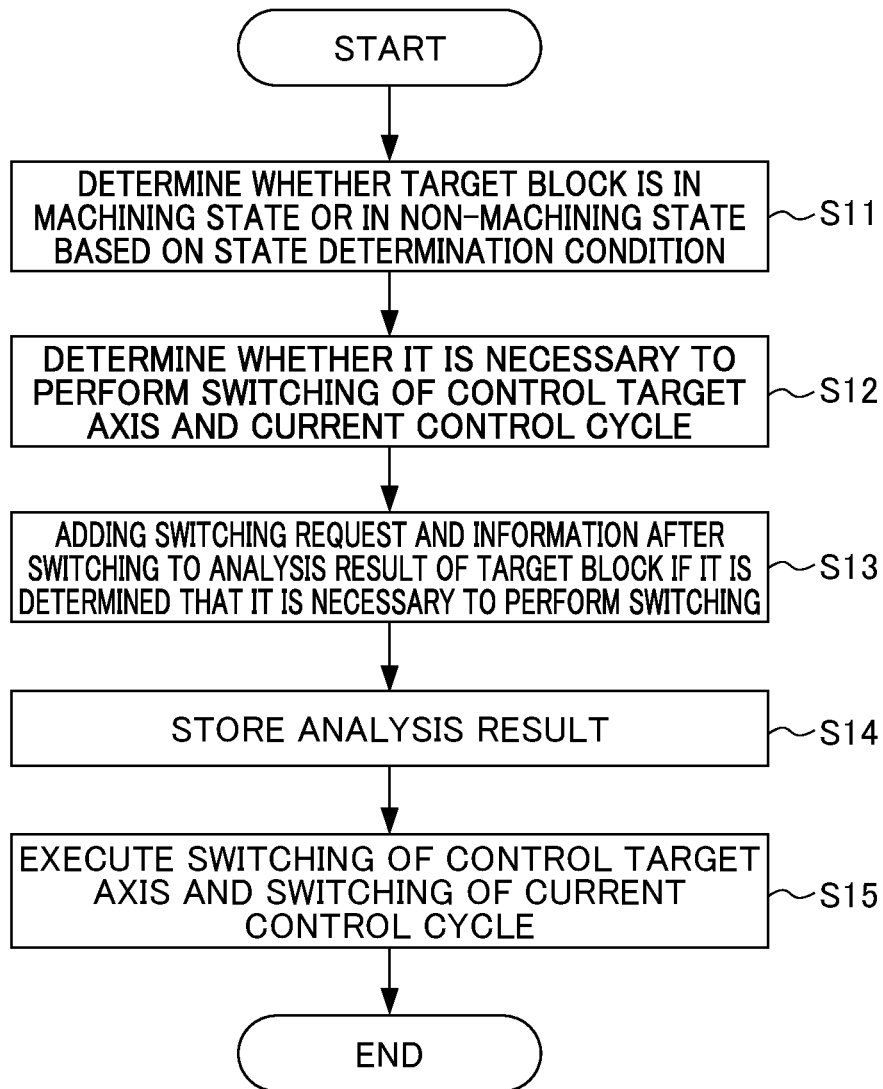 START
DETERMINE WHETHER TARGET BLOCK IS IN
MACHINING STATE OR IN NON-MACHINING STATE
BASED ON STATE DETERMINATION CONDITION
S11
DETERMINE WHETHER IT IS NECESSARY TO
PERFORM SWITCHING OF CONTROL TARGET
AXIS AND CURRENT CONTROL CYCLE
S12
ADDING SWITCHING REQUEST AND INFORMATION AFTER
SWITCHING TO ANALYSIS RESULT OF TARGET BLOCK IF IT IS
DETERMINED THAT IT IS NECESSARY TO PERFORM SWITCHING
S13
STORE ANALYSIS RESULT
S14
EXECUTE SWITCHING OF CONTROL TARGET
AXIS AND SWITCHING OF CURRENT
CONTROL CYCLE
S15
END